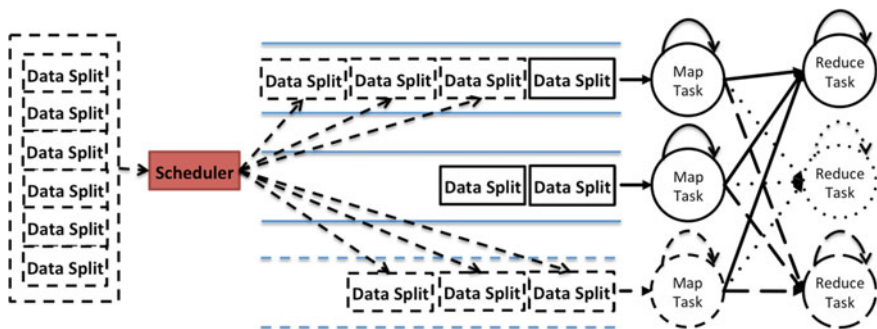 Data Split
Data Split
Data Split
Data Split
Data Split
Data Split
Scheduler
Data Split Data Split Data Split Data Split
Data Split Data Split
Data Split Data Split Data Split
Map
Task
Map
Task
Map
Task
Reduce
Task
Reduce
Task
Reduce
Task